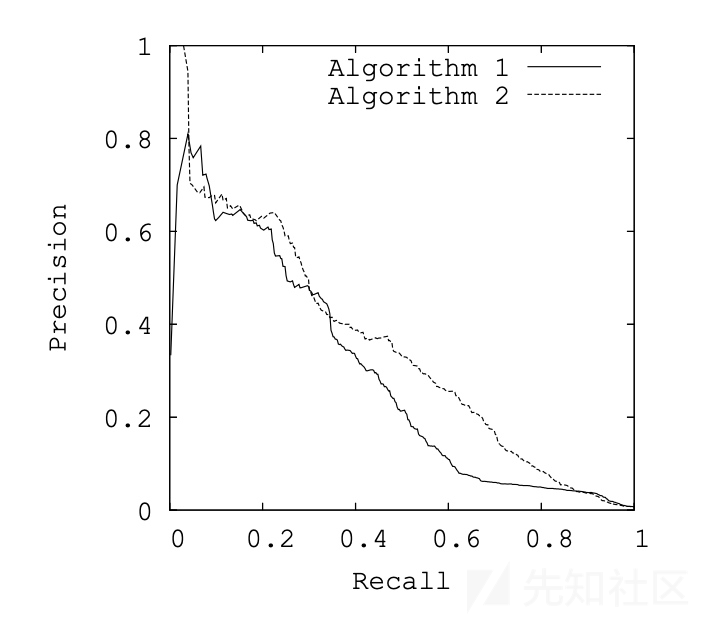 1
Algorithm 1
Algorithm 2
0.8
0.6
Precision
0.4
0.2
0
0 0.2 0.4 0.6 0.8 1
Recall
先知社区